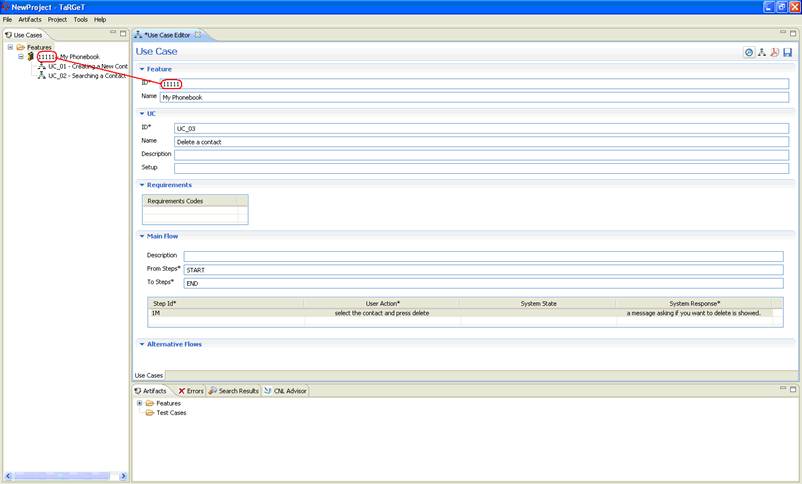 NewProject - TaRGeT
File Artifacts Project Tools Help
Use Cases
Features
11111 - My Phonebook
UC_01 - Creating a New Cont
UC_02 - Searching a Contact
*Use Case Editor
Use Case
Feature
ID* 11111
Name My Phonebook
UC
ID* UC_03
Name Delete a contact
Description
Setup
Requirements
Requirements Codes
Main Flow
Description
From Steps* START
To Steps* END
Step Id* User Action* System State System Response*
1M select the contact and press delete a message asking if you want to delete is showed.
Alternative Flows
Use Cases
Artifacts Errors Search Results CNL Advisor
Features
Test Cases